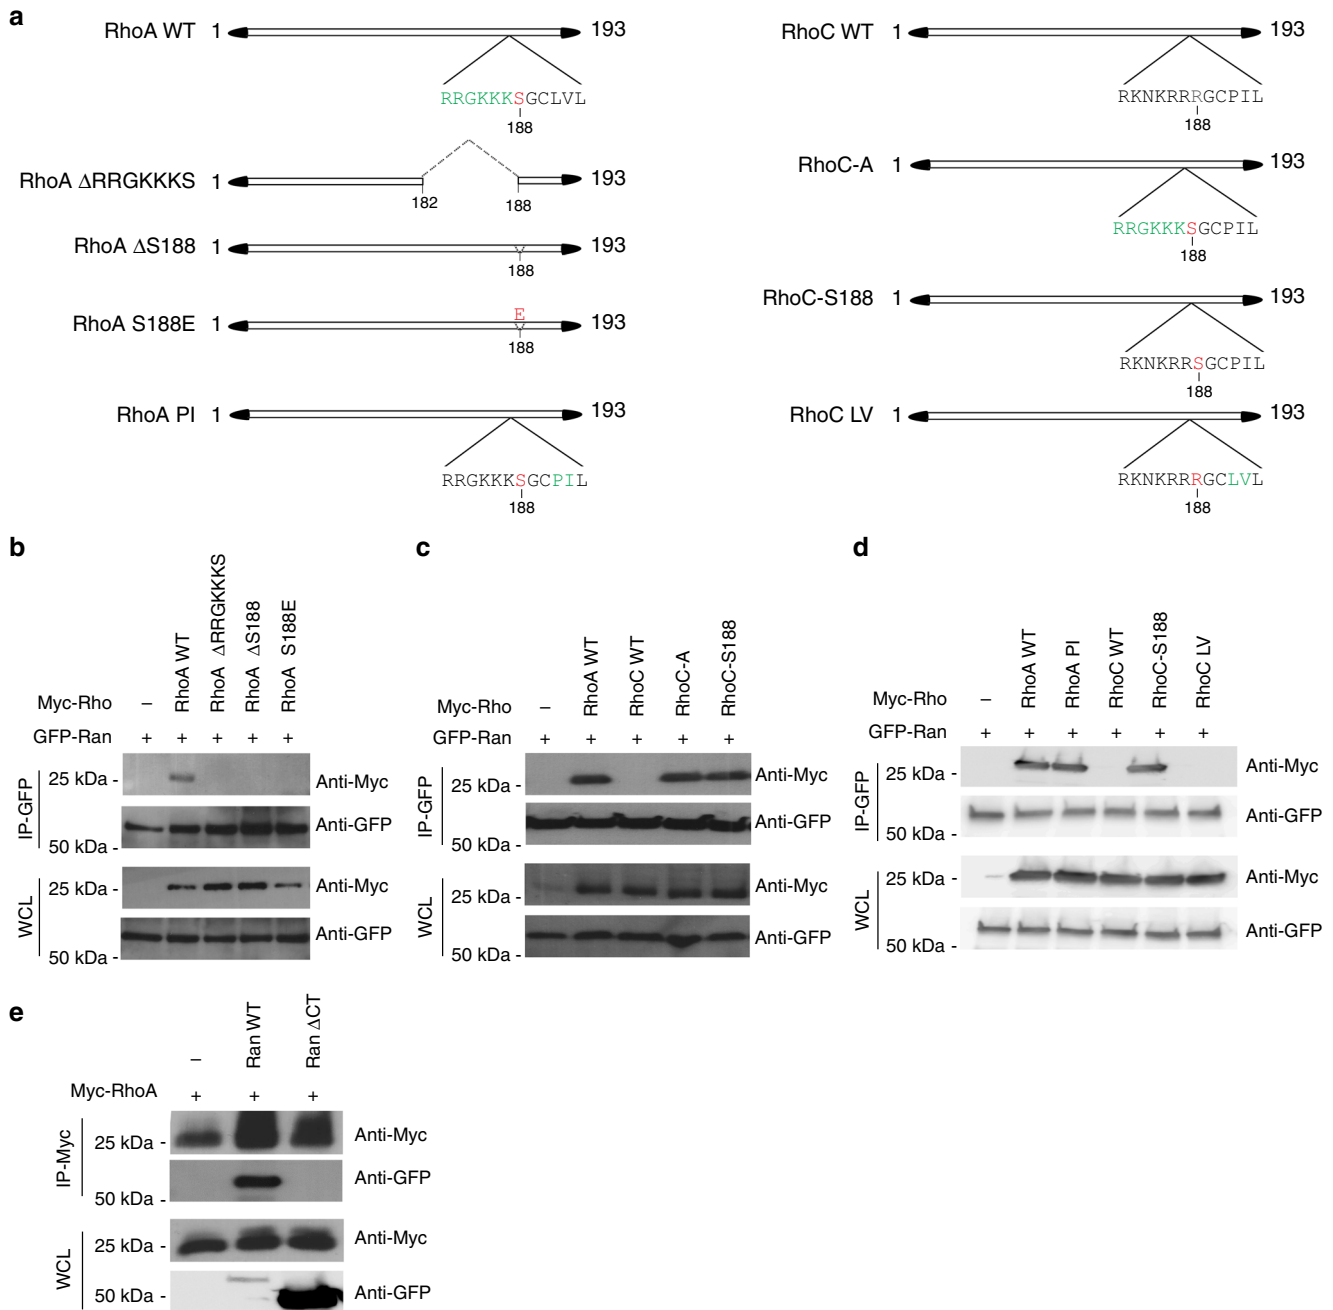 a
RhoA WT 1 193
RRGKKKSGCLVL
188
RhoA ΔRRGKKKS 1 193
182 188
RhoA ΔS188 1 193
188
E
RhoA S188E 1 193
188
RhoA PI 1 193
RRGKKKSGCPIL
188
RhoC WT 1 193
RKNKRRRGCPIL
188
RhoC-A 1 193
RRGKKKSGCPIL
188
RhoC-S188 1 193
RKNKRRSGCPIL
188
RhoC LV 1 193
RKNKRRRGCLVL
188
b
Myc-Rho – RhoA WT RhoA ΔRRGKKKS RhoA ΔS188 RhoA S188E
GFP-Ran + + + + +
IP-GFP
25 kDa - Anti-Myc
50 kDa - Anti-GFP
WCL
25 kDa - Anti-Myc
50 kDa - Anti-GFP
c
Myc-Rho – RhoA WT RhoC WT RhoC-A RhoC-S188
GFP-Ran + + + + +
IP-GFP
25 kDa - Anti-Myc
50 kDa - Anti-GFP
WCL
25 kDa - Anti-Myc
50 kDa - Anti-GFP
d
Myc-Rho – RhoA WT RhoA PI RhoC WT RhoC-S188 RhoC LV
GFP-Ran + + + + + +
IP-GFP
25 kDa - Anti-Myc
50 kDa - Anti-GFP
WCL
25 kDa - Anti-Myc
50 kDa - Anti-GFP
e
– Ran WT Ran ΔCT
Myc-RhoA + + +
IP-Myc
25 kDa - Anti-Myc
50 kDa - Anti-GFP
WCL
25 kDa - Anti-Myc
50 kDa - Anti-GFP